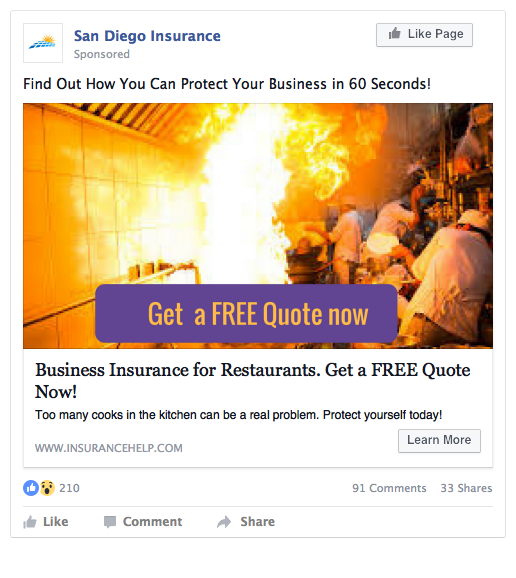 San Diego Insurance
Like Page
Sponsored
Find Out How You Can Protect Your Business in 60 Seconds!
Get a FREE Quote now
Business Insurance for Restaurants. Get a FREE Quote
Now!
Too many cooks in the kitchen can be a real problem. Protect yourself today!
WWW.INSURANCEHELP.COM
Learn More
210
91 Comments 33 Shares
Like Comment Share